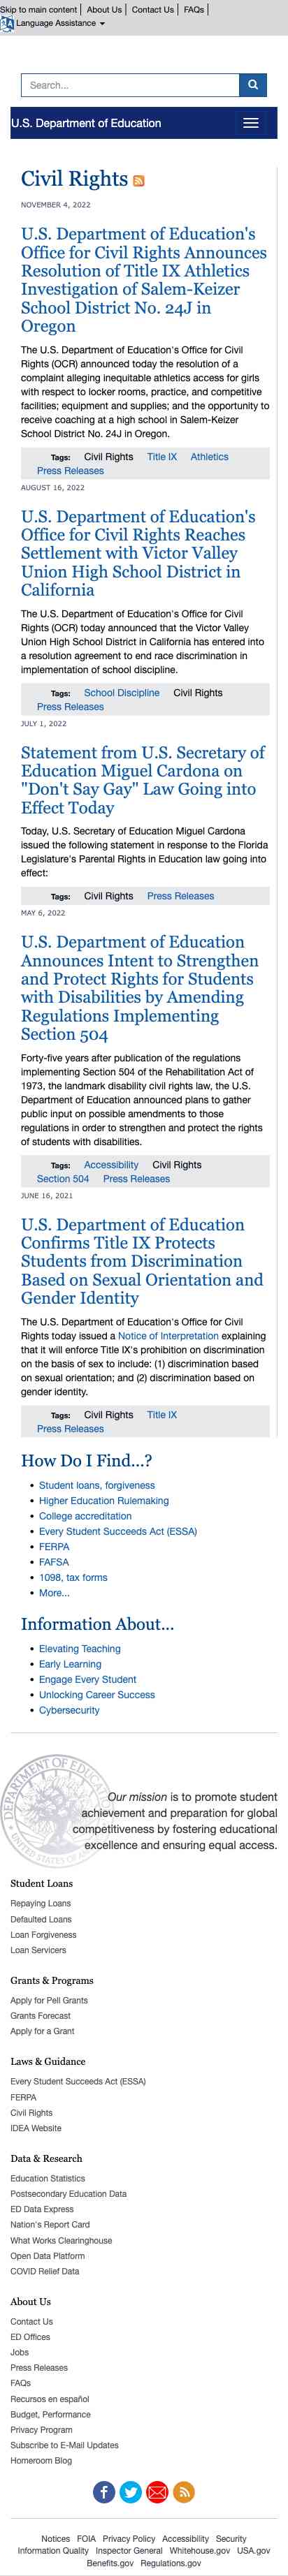 Skip to main content | About Us | Contact Us | FAQs |
Language Assistance
Search...
U.S. Department of Education
Civil Rights
NOVEMBER 4, 2022
U.S. Department of Education's
Office for Civil Rights Announces
Resolution of Title IX Athletics
Investigation of Salem-Keizer
School District No. 24J in
Oregon
The U.S. Department of Education's Office for Civil
Rights (OCR) announced today the resolution of a
complaint alleging inequitable athletics access for girls
with respect to locker rooms, practice, and competitive
facilities; equipment and supplies; and the opportunity to
receive coaching at a high school in Salem-Keizer
School District No. 24J in Oregon.
Tags: Civil Rights Title IX Athletics
Press Releases
AUGUST 16, 2022
U.S. Department of Education's
Office for Civil Rights Reaches
Settlement with Victor Valley
Union High School District in
California
The U.S. Department of Education's Office for Civil
Rights (OCR) today announced that the Victor Valley
Union High School District in California has entered into
a resolution agreement to end race discrimination in
implementation of school discipline.
Tags: School Discipline Civil Rights
Press Releases
JULY 1, 2022
Statement from U.S. Secretary of
Education Miguel Cardona on
"Don't Say Gay" Law Going into
Effect Today
Today, U.S. Secretary of Education Miguel Cardona
issued the following statement in response to the Florida
Legislature's Parental Rights in Education law going into
effect:
Tags: Civil Rights Press Releases
MAY 6, 2022
U.S. Department of Education
Announces Intent to Strengthen
and Protect Rights for Students
with Disabilities by Amending
Regulations Implementing
Section 504
Forty-five years after publication of the regulations
implementing Section 504 of the Rehabilitation Act of
1973, the landmark disability civil rights law, the U.S.
Department of Education announced plans to gather
public input on possible amendments to those
regulations in order to strengthen and protect the rights
of students with disabilities.
Tags: Accessibility Civil Rights
Section 504 Press Releases
JUNE 16, 2021
U.S. Department of Education
Confirms Title IX Protects
Students from Discrimination
Based on Sexual Orientation and
Gender Identity
The U.S. Department of Education's Office for Civil
Rights today issued a Notice of Interpretation explaining
that it will enforce Title IX's prohibition on discrimination
on the basis of sex to include: (1) discrimination based
on sexual orientation; and (2) discrimination based on
gender identity.
Tags: Civil Rights Title IX
Press Releases
How Do I Find...?
• Student loans, forgiveness
• Higher Education Rulemaking
• College accreditation
• Every Student Succeeds Act (ESSA)
• FERPA
• FAFSA
• 1098, tax forms
• More...
Information About...
• Elevating Teaching
• Early Learning
• Engage Every Student
• Unlocking Career Success
• Cybersecurity
Our mission is to promote student
achievement and preparation for global
competitiveness by fostering educational
excellence and ensuring equal access.
Student Loans
Repaying Loans
Defaulted Loans
Loan Forgiveness
Loan Servicers
Grants & Programs
Apply for Pell Grants
Grants Forecast
Apply for a Grant
Laws & Guidance
Every Student Succeeds Act (ESSA)
FERPA
Civil Rights
IDEA Website
Data & Research
Education Statistics
Postsecondary Education Data
ED Data Express
Nation's Report Card
What Works Clearinghouse
Open Data Platform
COVID Relief Data
About Us
Contact Us
ED Offices
Jobs
Press Releases
FAQs
Recursos en español
Budget, Performance
Privacy Program
Subscribe to E-Mail Updates
Homeroom Blog
Notices FOIA Privacy Policy Accessibility Security
Information Quality Inspector General Whitehouse.gov USA.gov
Benefits.gov Regulations.gov